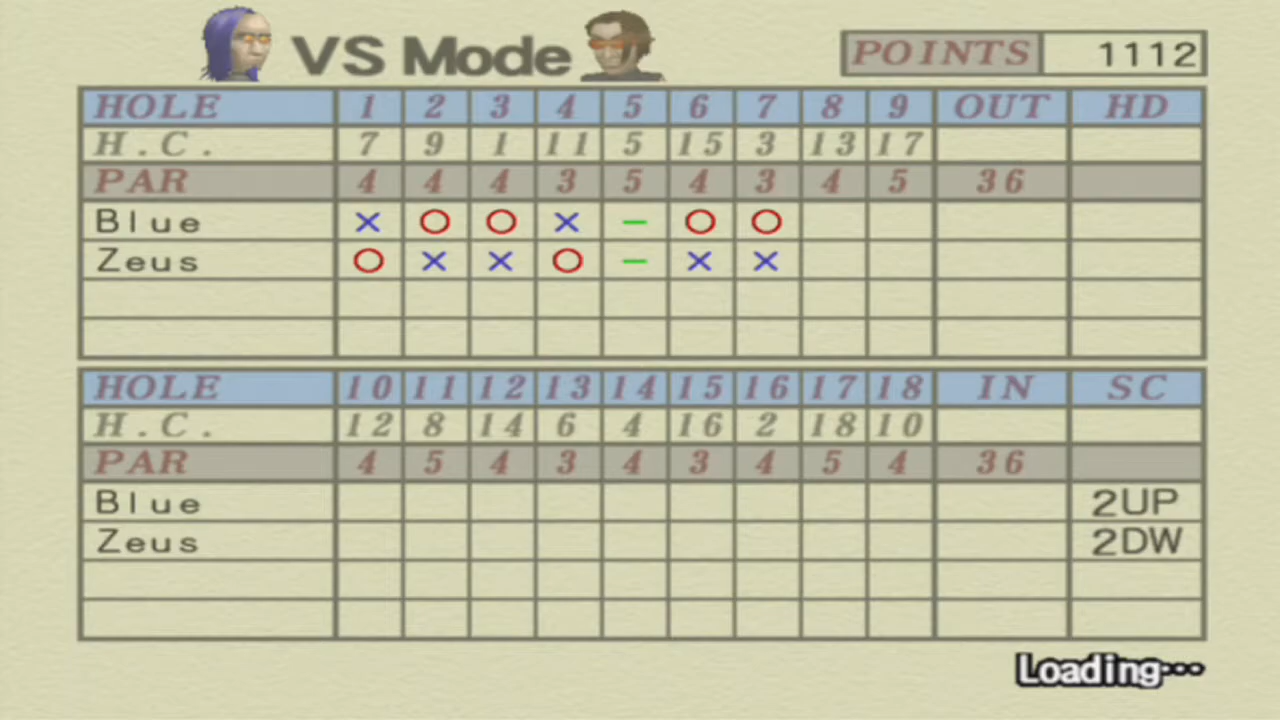 VS Mode POINTS 1112
HOLE 1 2 3 4 5 6 7 8 9 OUT HD
H.C. 7 9 1 11 5 15 3 13 17
PAR 4 4 4 3 5 4 3 4 5 36
Blue × ○ ○ × − ○ ○
Zeus ○ × × ○ − × ×
HOLE 10 11 12 13 14 15 16 17 18 IN SC
H.C. 12 8 14 6 4 16 2 18 10
PAR 4 5 4 3 4 3 4 5 4 36
Blue 2UP
Zeus 2DW
Loading···